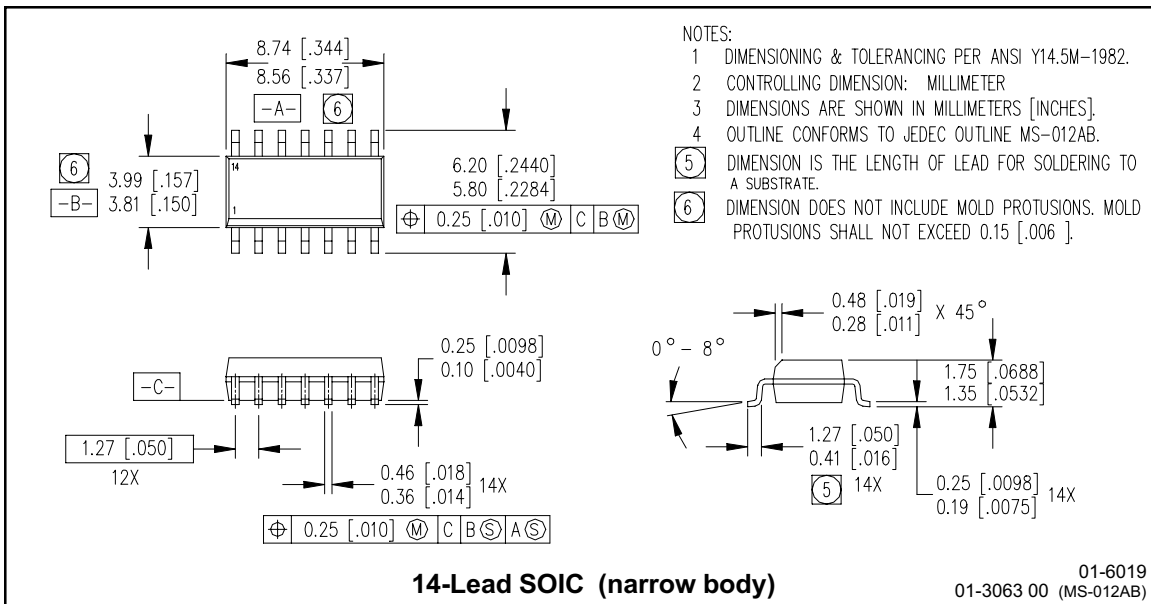 8.74 [.344]
8.56 [.337]
-A- 6
14
1
6
3.99 [.157]
3.81 [.150]
-B-
6.20 [.2440]
5.80 [.2284]
⌖ 0.25 [.010] Ⓜ C B Ⓜ
NOTES:
1 DIMENSIONING & TOLERANCING PER ANSI Y14.5M-1982.
2 CONTROLLING DIMENSION: MILLIMETER
3 DIMENSIONS ARE SHOWN IN MILLIMETERS [INCHES].
4 OUTLINE CONFORMS TO JEDEC OUTLINE MS-012AB.
5 DIMENSION IS THE LENGTH OF LEAD FOR SOLDERING TO
A SUBSTRATE.
6 DIMENSION DOES NOT INCLUDE MOLD PROTUSIONS. MOLD
PROTUSIONS SHALL NOT EXCEED 0.15 [.006 ].
-C-
0.25 [.0098]
0.10 [.0040]
1.27 [.050]
12X
0.46 [.018]
0.36 [.014] 14X
⌖ 0.25 [.010] Ⓜ C B Ⓢ A Ⓢ
0.48 [.019]
0.28 [.011] X 45°
0°-8°
1.75 [.0688]
1.35 [.0532]
1.27 [.050]
0.41 [.016]
5 14X
0.25 [.0098]
0.19 [.0075] 14X
14-Lead SOIC (narrow body)
01-6019
01-3063 00 (MS-012AB)